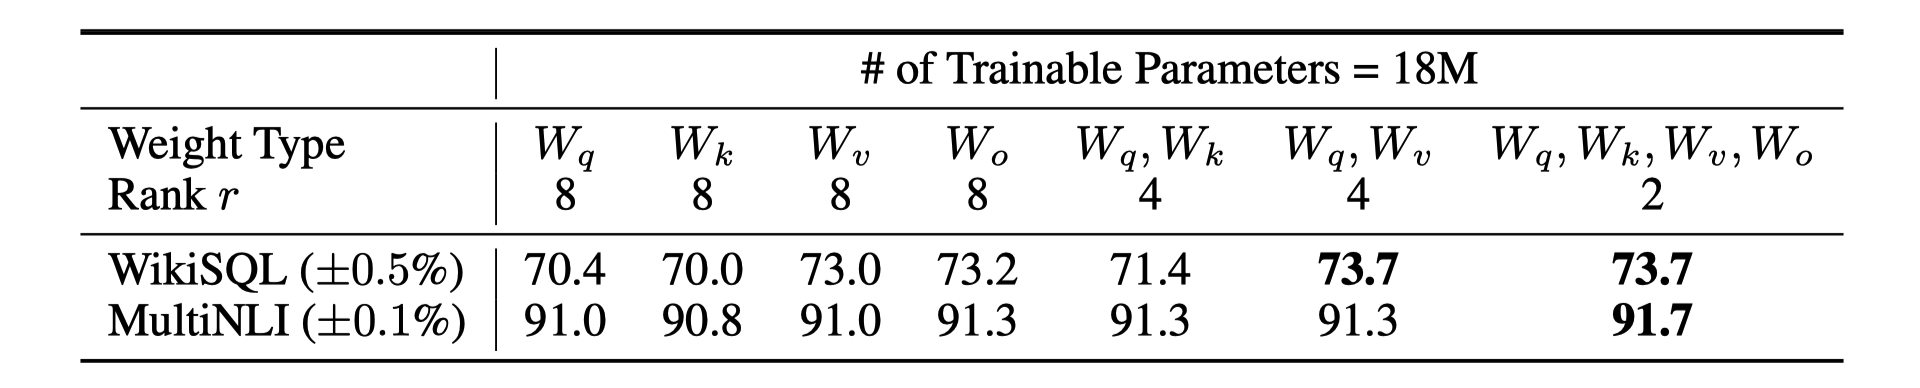 # of Trainable Parameters = 18M
Weight Type W_q W_k W_v W_o W_q, W_k W_q, W_v W_q, W_k, W_v, W_o
Rank r 8 8 8 8 4 4 2
WikiSQL (±0.5%) 70.4 70.0 73.0 73.2 71.4 73.7 73.7
MultiNLI (±0.1%) 91.0 90.8 91.0 91.3 91.3 91.3 91.7